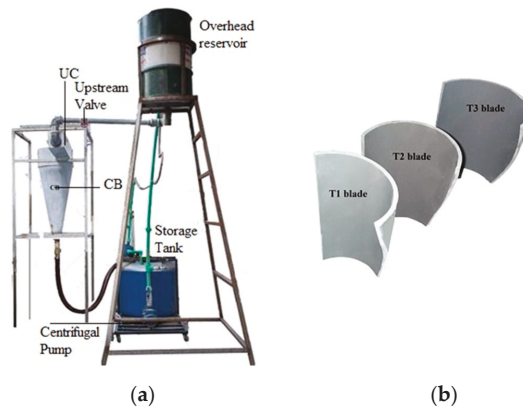 Overhead
reservoir
UC
Upstream
Valve
CB
Storage
Tank
Centrifugal
Pump
T3 blade
T2 blade
T1 blade
(a)
(b)